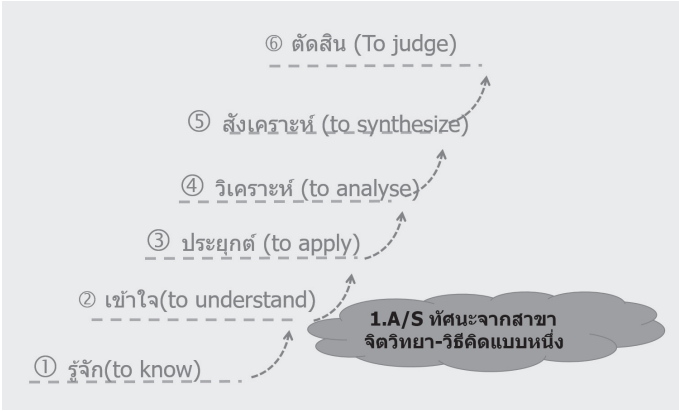 ⑥ ตัดสิน (To judge)
⑤ สังเคราะห์ (to synthesize)
④ วิเคราะห์ (to analyse)
③ ประยุกต์ (to apply)
② เข้าใจ(to understand)
1.A/S ทัศนะจากสาขา
จิตวิทยา-วิธีคิดแบบหนึ่ง
① รู้จัก(to know)